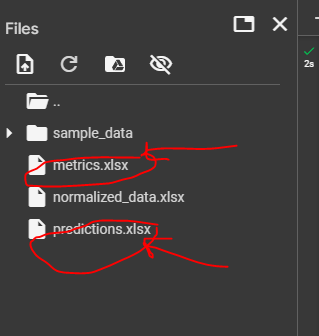 Files
2s
..
sample_data
metrics.xlsx
normalized_data.xlsx
predictions.xlsx